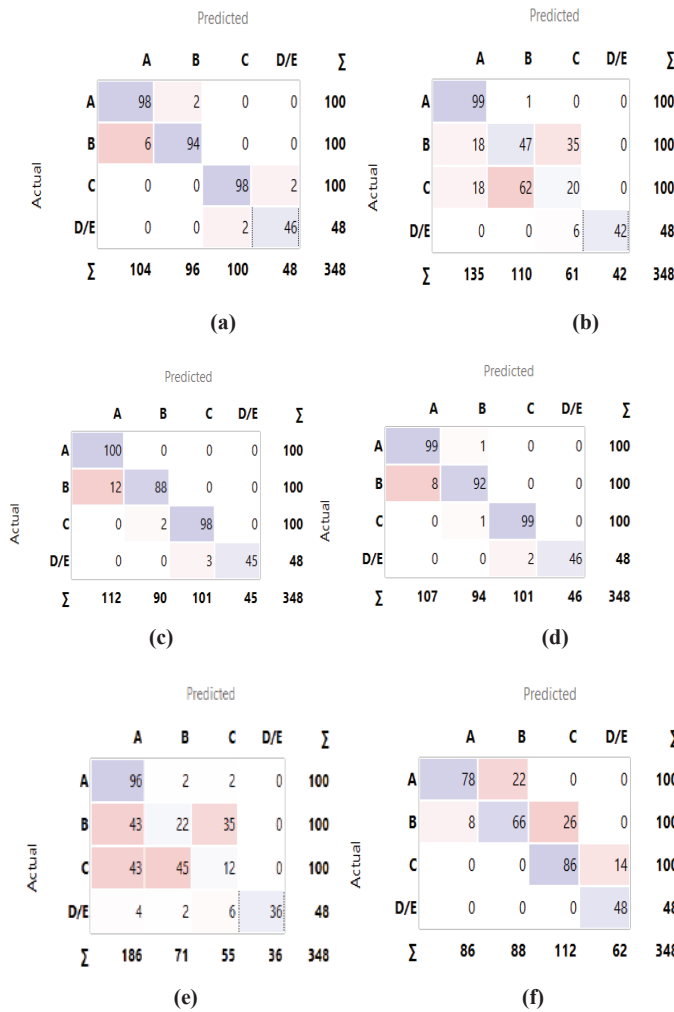 Predicted Predicted
A B C D/E Σ A B C D/E Σ
A 98 2 0 0 100 A 99 1 0 0 100
B 6 94 0 0 100 B 18 47 35 0 100
Actual Actual
C 0 0 98 2 100 C 18 62 20 0 100
D/E 0 0 2 46 48 D/E 0 0 6 42 48
Σ 104 96 100 48 348 Σ 135 110 61 42 348
(a) (b)
Predicted Predicted
A B C D/E Σ A B C D/E Σ
A 100 0 0 0 100 A 99 1 0 0 100
B 12 88 0 0 100 B 8 92 0 0 100
Actual Actual
C 0 2 98 0 100 C 0 1 99 0 100
D/E 0 0 3 45 48 D/E 0 0 2 46 48
Σ 112 90 101 45 348 Σ 107 94 101 46 348
(c) (d)
Predicted Predicted
A B C D/E Σ A B C D/E Σ
A 96 2 2 0 100 A 78 22 0 0 100
B 43 22 35 0 100 B 8 66 26 0 100
Actual Actual
C 43 45 12 0 100 C 0 0 86 14 100
D/E 4 2 6 36 48 D/E 0 0 0 48 48
Σ 186 71 55 36 348 Σ 86 88 112 62 348
(e) (f)